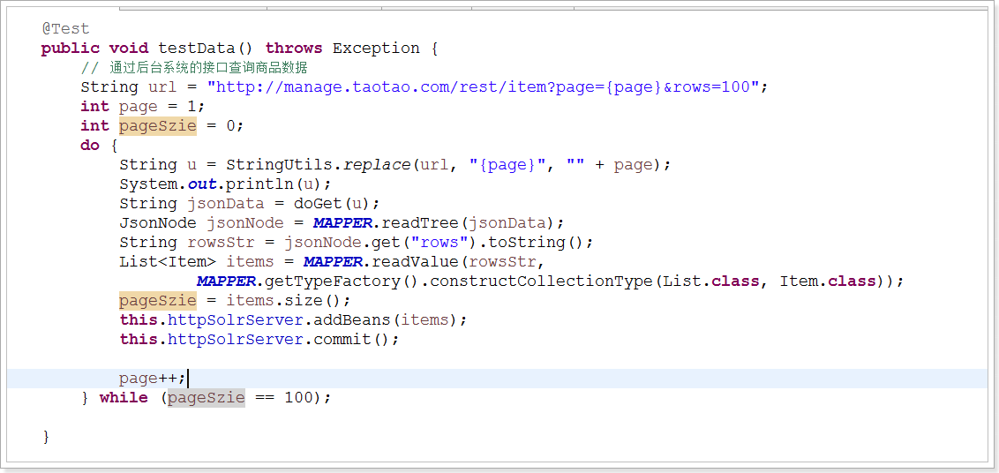 @Test
public void testData() throws Exception {
// 通过后台系统的接口查询商品数据
String url = "http://manage.taotao.com/rest/item?page={page}&rows=100";
int page = 1;
int pageSzie = 0;
do {
String u = StringUtils.replace(url, "{page}", "" + page);
System.out.println(u);
String jsonData = doGet(u);
JsonNode jsonNode = MAPPER.readTree(jsonData);
String rowsStr = jsonNode.get("rows").toString();
List<Item> items = MAPPER.readValue(rowsStr,
MAPPER.getTypeFactory().constructCollectionType(List.class, Item.class));
pageSzie = items.size();
this.httpSolrServer.addBeans(items);
this.httpSolrServer.commit();
page++;
} while (pageSzie == 100);
}